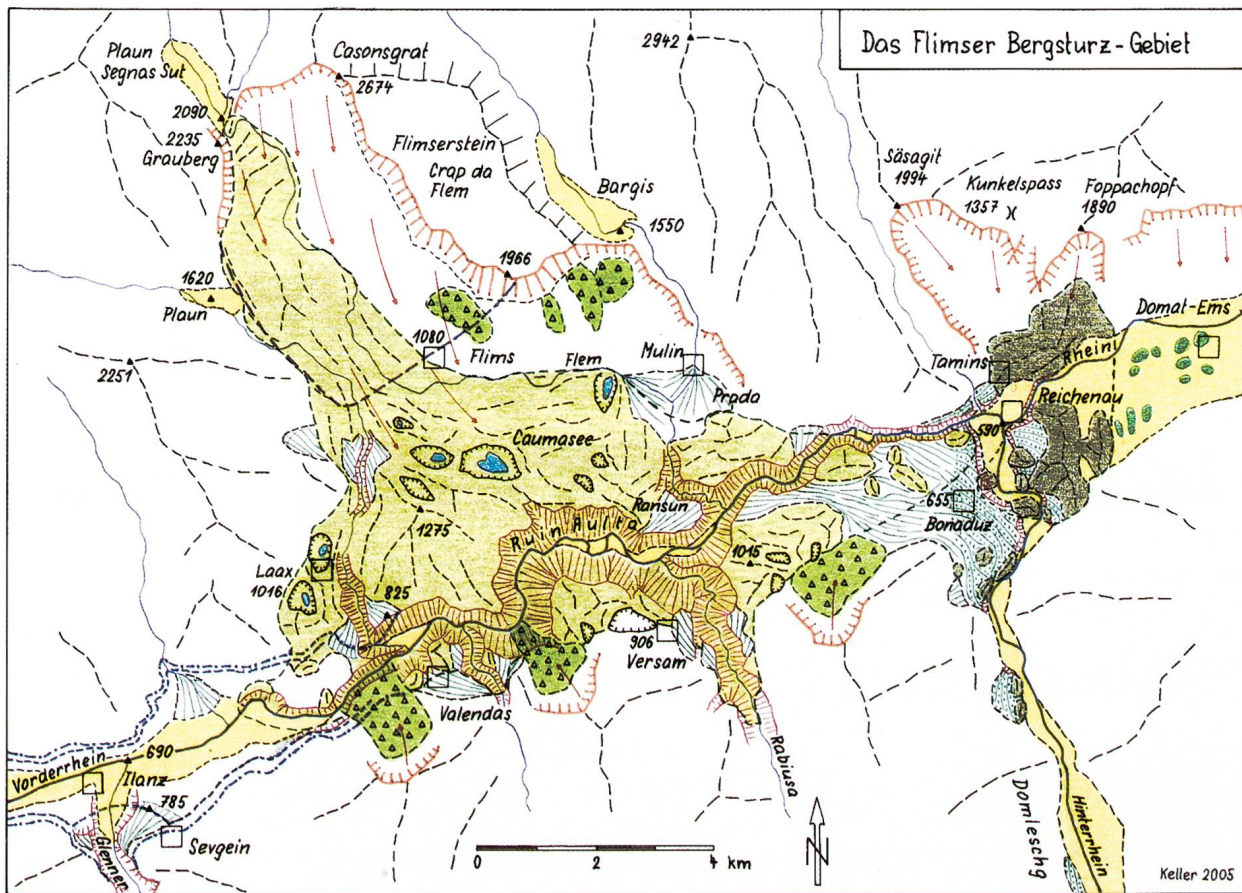 Das Flimser Bergsturz-Gebiet
Plaun
Segnas Sut
Casonsgrat
2674
2942
2090
2235
Grauberg
Flimserstein
Crap da
Flem
Bargis
1550
Säsagit
1994
Kunkelspass
1357
Foppachopf
1890
1966
1620
Plaun
Domat-Ems
1080
Flims
Flem
Mulin
Tamins
Rhein
2251
Prada
Reichenau
590
Caumasee
Ransun
655
Bonaduz
1275
Ruin Aulta
1015
Laax
1016
825
906
Versam
Valendas
Rabiusa
690
Vorderrhein
Ilanz
785
Sevgein
Glenner
Domleschg
Hinterrhein
0 2 4 km
N
Keller 2005